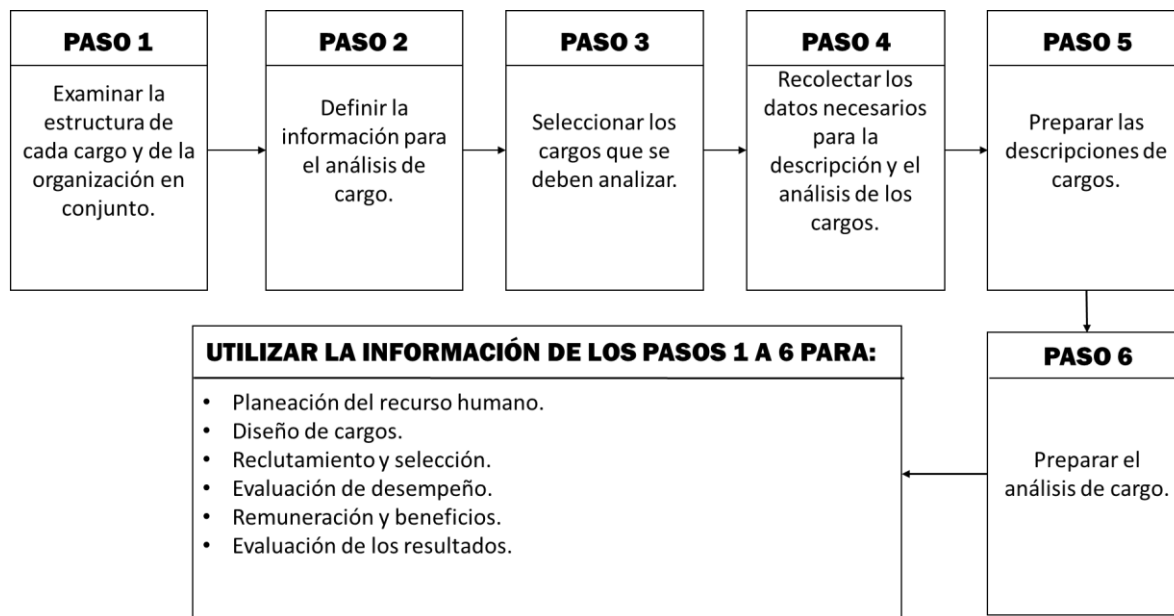 PASO 1
Examinar la
estructura de
cada cargo y de la
organización en
conjunto.
PASO 2
Definir la
información para
el análisis de
cargo.
PASO 3
Seleccionar los
cargos que se
deben analizar.
PASO 4
Recolectar los
datos necesarios
para la
descripción y el
análisis de los
cargos.
PASO 5
Preparar las
descripciones de
cargos.
PASO 6
Preparar el
análisis de cargo.
UTILIZAR LA INFORMACIÓN DE LOS PASOS 1 A 6 PARA:
• Planeación del recurso humano.
• Diseño de cargos.
• Reclutamiento y selección.
• Evaluación de desempeño.
• Remuneración y beneficios.
• Evaluación de los resultados.